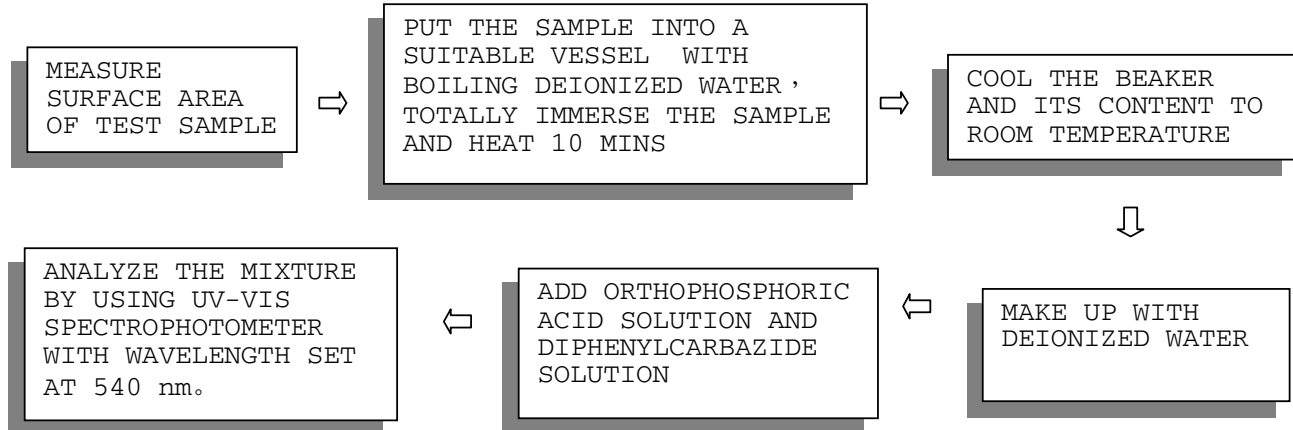 MEASURE
SURFACE AREA
OF TEST SAMPLE
PUT THE SAMPLE INTO A
SUITABLE VESSEL WITH
BOILING DEIONIZED WATER，
TOTALLY IMMERSE THE SAMPLE
AND HEAT 10 MINS
COOL THE BEAKER
AND ITS CONTENT TO
ROOM TEMPERATURE
MAKE UP WITH
DEIONIZED WATER
ADD ORTHOPHOSPHORIC
ACID SOLUTION AND
DIPHENYLCARBAZIDE
SOLUTION
ANALYZE THE MIXTURE
BY USING UV-VIS
SPECTROPHOTOMETER
WITH WAVELENGTH SET
AT 540 nm。